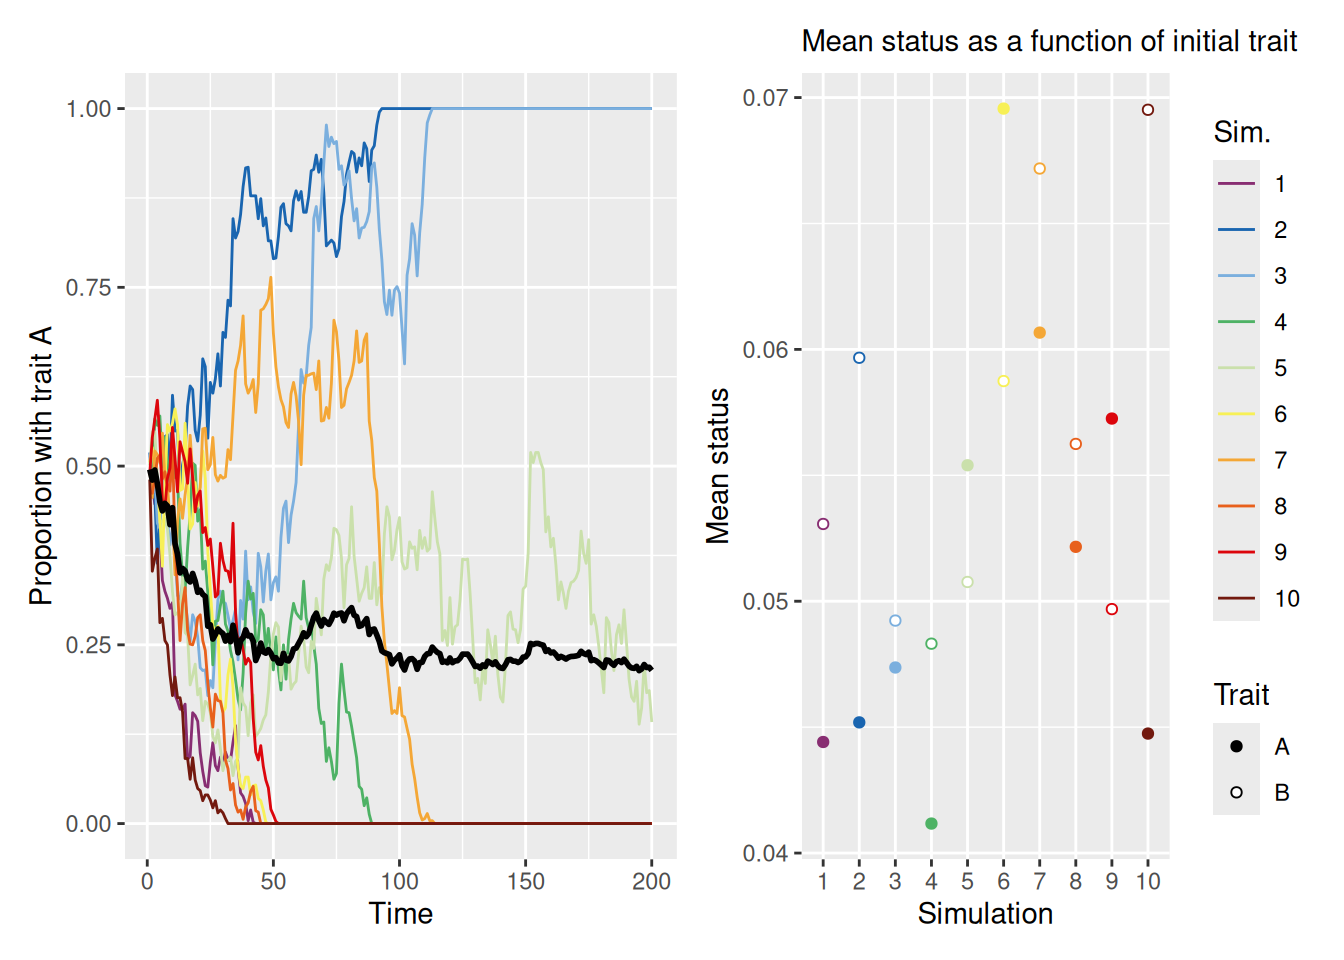 Mean status as a function of initial trait
1.00
0.75
0.50
0.25
0.00
Proportion with trait A
0 50 100 150 200
Time
0.07
0.06
0.05
0.04
Mean status
1 2 3 4 5 6 7 8 9 10
Simulation
Sim.
1
2
3
4
5
6
7
8
9
10
Trait
A
B